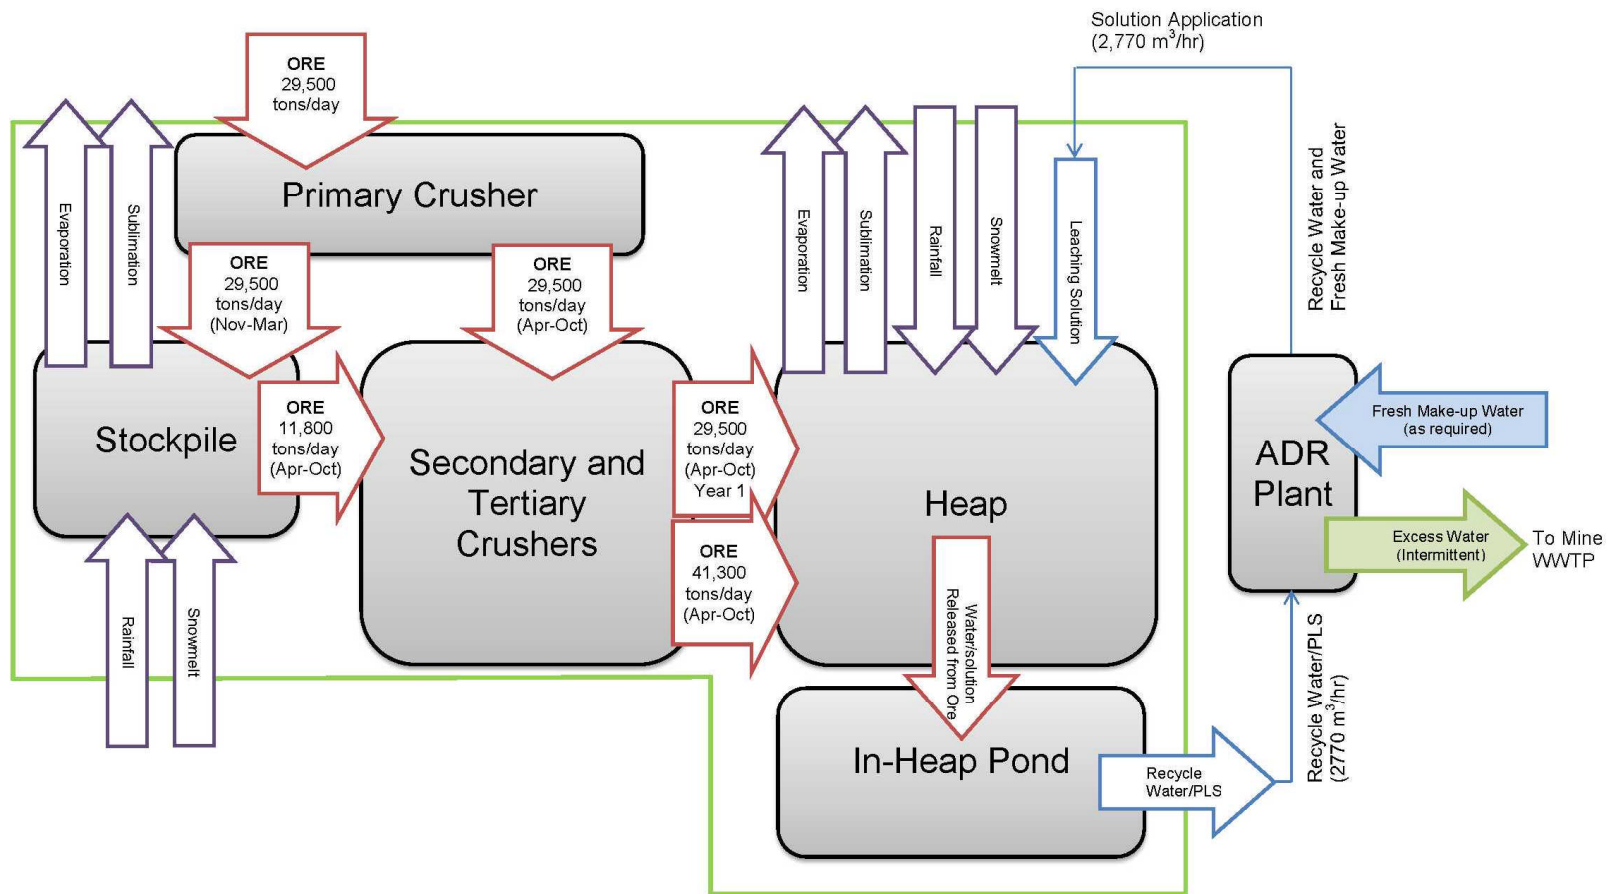 Solution Application
(2,770 m³/hr)
ORE
29,500
tons/day
Primary Crusher
Evaporation
Sublimation
ORE
29,500
tons/day
(Nov-Mar)
ORE
29,500
tons/day
(Apr-Oct)
Evaporation
Sublimation
Rainfall
Snowmelt
Leaching Solution
Recycle Water and
Fresh Make-up Water
Stockpile
ORE
11,800
tons/day
(Apr-Oct)
Secondary and
Tertiary
Crushers
ORE
29,500
tons/day
(Apr-Oct)
Year 1
ORE
41,300
tons/day
(Apr-Oct)
Heap
ADR
Plant
Fresh Make-up Water
(as required)
Excess Water
(Intermittent)
To Mine
WWTP
Rainfall
Snowmelt
Water/solution
Released from Ore
In-Heap Pond
Recycle
Water/PLS
Recycle Water/PLS
(2770 m³/hr)